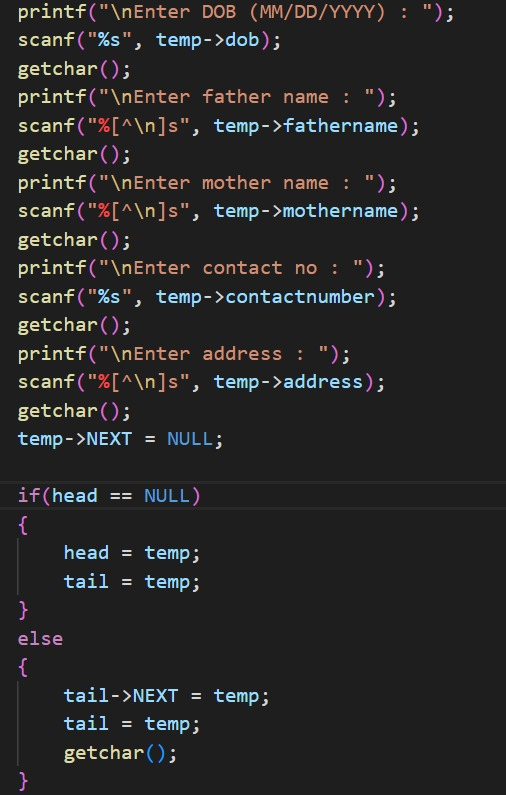 printf("\nEnter DOB (MM/DD/YYYY) : ");
scanf("%s", temp->dob);
getchar();
printf("\nEnter father name : ");
scanf("%[^\n]s", temp->fathername);
getchar();
printf("\nEnter mother name : ");
scanf("%[^\n]s", temp->mothername);
getchar();
printf("\nEnter contact no : ");
scanf("%s", temp->contactnumber);
getchar();
printf("\nEnter address : ");
scanf("%[^\n]s", temp->address);
getchar();
temp->NEXT = NULL;

if(head == NULL)
{
    head = temp;
    tail = temp;
}
else
{
    tail->NEXT = temp;
    tail = temp;
    getchar();
}